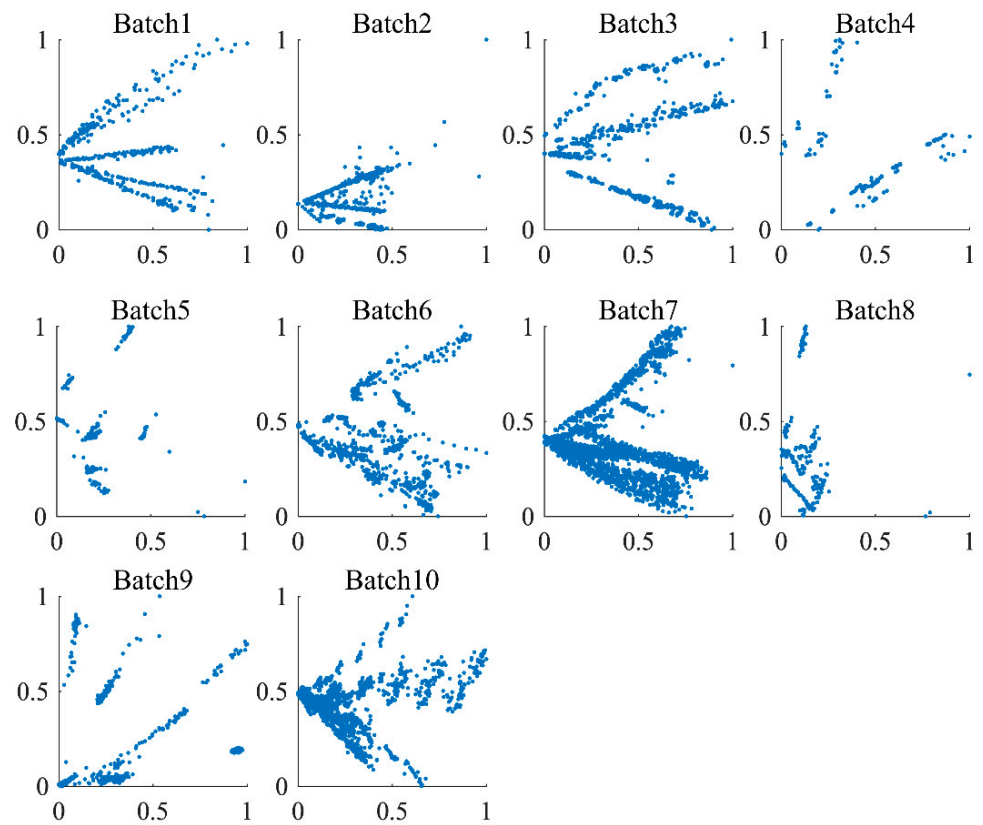 Batch1 Batch2 Batch3 Batch4
1 1 1 1
0.5 0.5 0.5 0.5
0 0 0 0
0 0.5 1 0 0.5 1 0 0.5 1 0 0.5 1
Batch5 Batch6 Batch7 Batch8
1 1 1 1
0.5 0.5 0.5 0.5
0 0 0 0
0 0.5 1 0 0.5 1 0 0.5 1 0 0.5 1
Batch9 Batch10
1 1
0.5 0.5
0 0
0 0.5 1 0 0.5 1